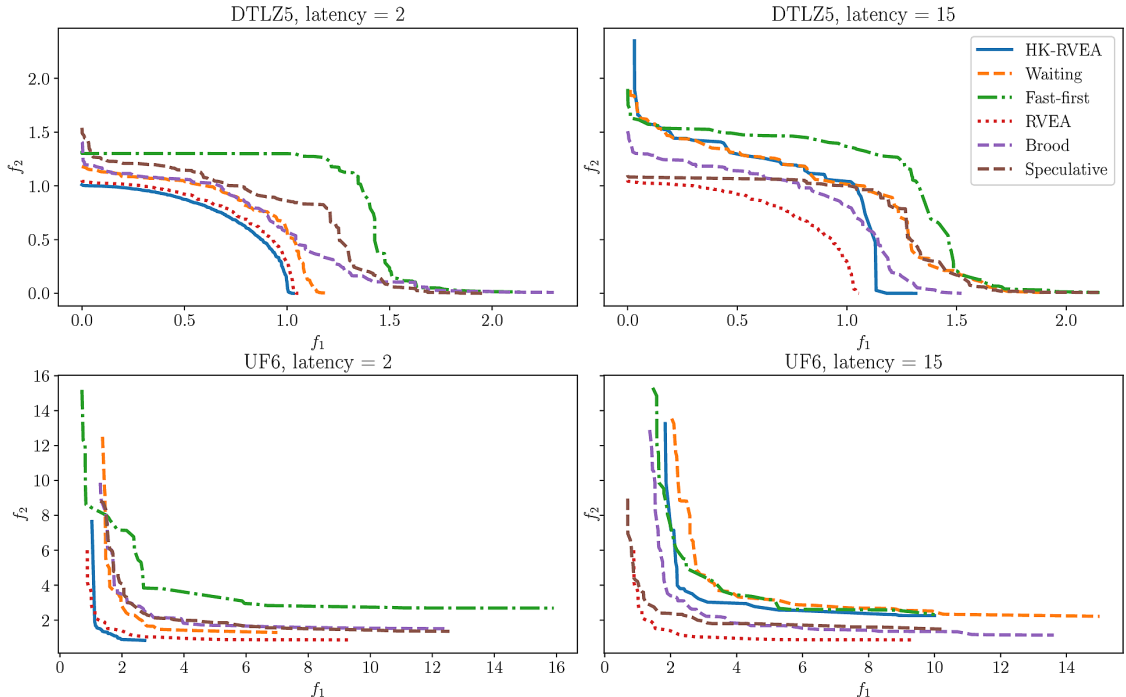 DTLZ5, latency = 2
f2
2.0
1.5
1.0
0.5
0.0
0.0 0.5 1.0 1.5 2.0
f1
DTLZ5, latency = 15
f2
HK-RVEA
Waiting
Fast-first
RVEA
Brood
Speculative
0.0 0.5 1.0 1.5 2.0
f1
UF6, latency = 2
f2
16
14
12
10
8
6
4
2
0 2 4 6 8 10 12 14 16
f1
UF6, latency = 15
f2
0 2 4 6 8 10 12 14
f1